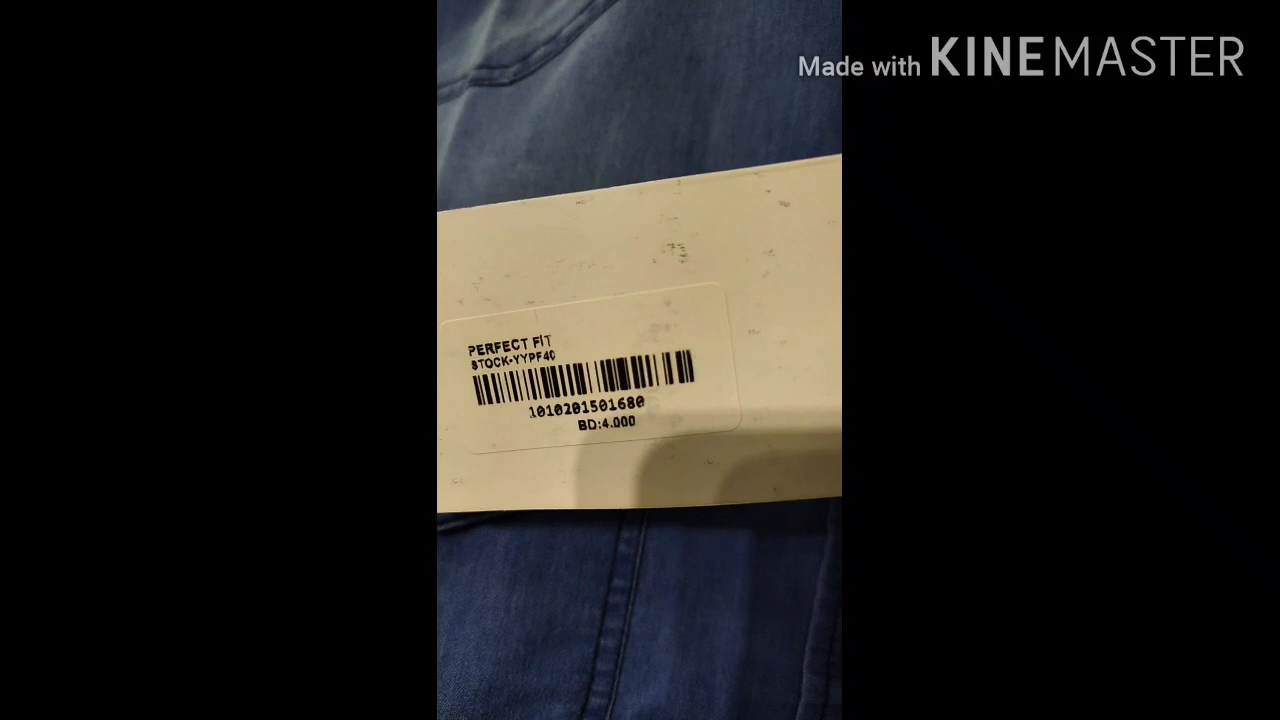 Made with KINEMASTER
PERFECT FIT
STOCK-YYPF40
1010201501680
BD:4.000